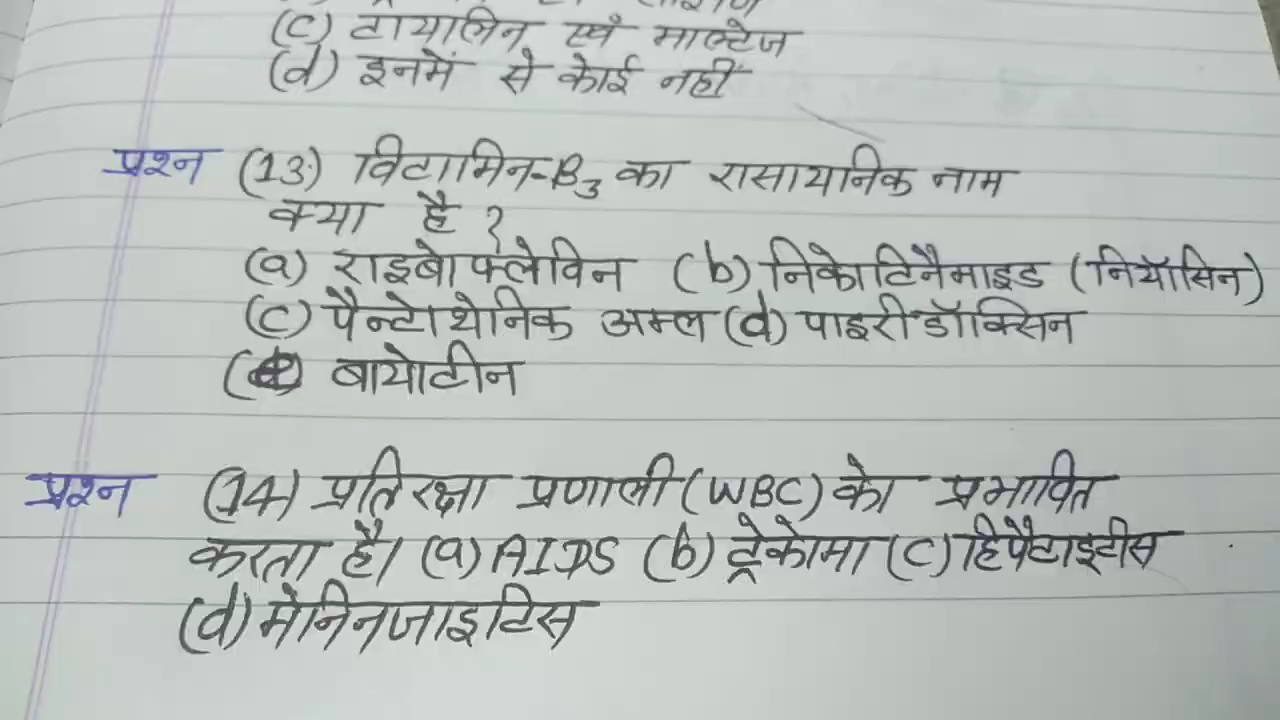 (c) टायालिन एवं माल्टेज
(d) इनमें से कोई नहीं
प्रश्न (13) विटामिन-B₃ का रासायनिक नाम
क्या है ?
(a) राइबोफ्लेविन (b) निकोटिनैमाइड (नियॉसिन)
(c) पैन्टोथेनिक अम्ल (d) पाइरीडॉक्सिन
(e) बायोटीन
प्रश्न (14) प्रतिरक्षा प्रणाली (WBC) को प्रभावित
करता है। (a) AIDS (b) ट्रेकोमा (c) हिपैटाइटीस
(d) मेनिनजाइटिस